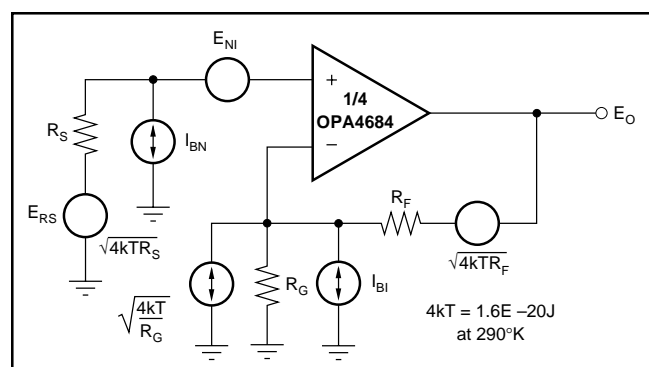 E_NI
+
1/4
OPA4684
−
R_S
I_BN
E_O
E_RS
√4kTR_S
R_F
√4kTR_F
√4kT/R_G
R_G
I_BI
4kT = 1.6E –20J
at 290°K